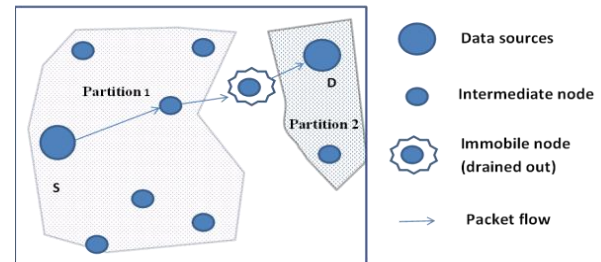 Partition 1
S
D
Partition 2
Data sources
Intermediate node
Immobile node
(drained out)
Packet flow